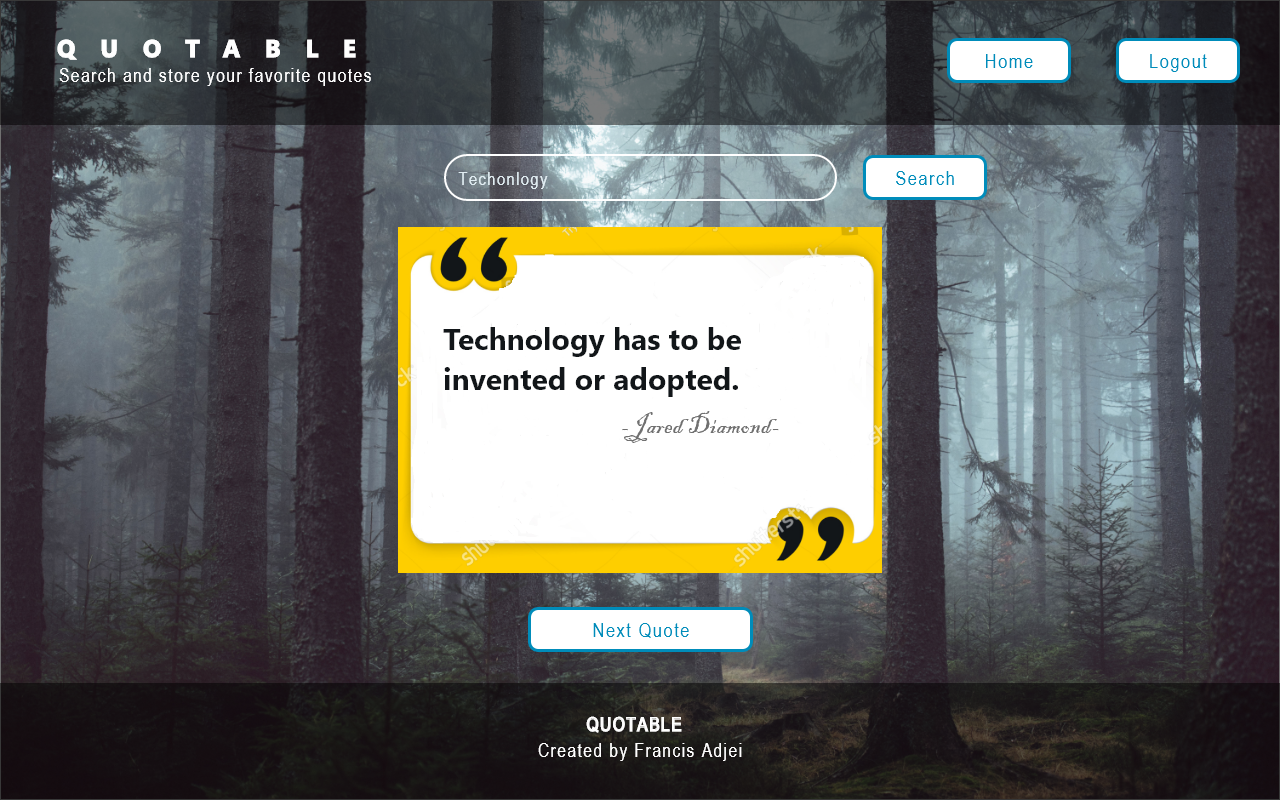 QUOTABLE
Search and store your favorite quotes
Home
Logout
Techonlogy
Search
Technology has to be
invented or adopted.
-Jared Diamond-
Next Quote
QUOTABLE
Created by Francis Adjei